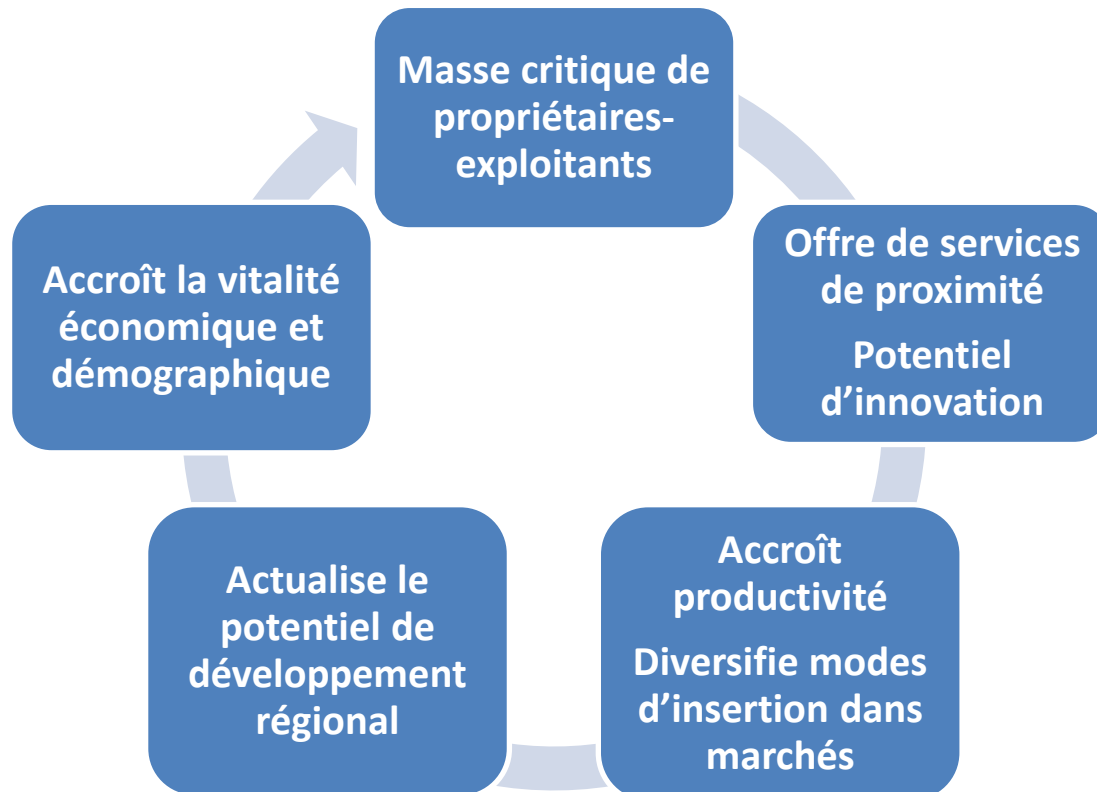 Masse critique de
propriétaires-
exploitants
Offre de services
de proximité
Potentiel
d’innovation
Accroît
productivité
Diversifie modes
d’insertion dans
marchés
Actualise le
potentiel de
développement
régional
Accroît la vitalité
économique et
démographique